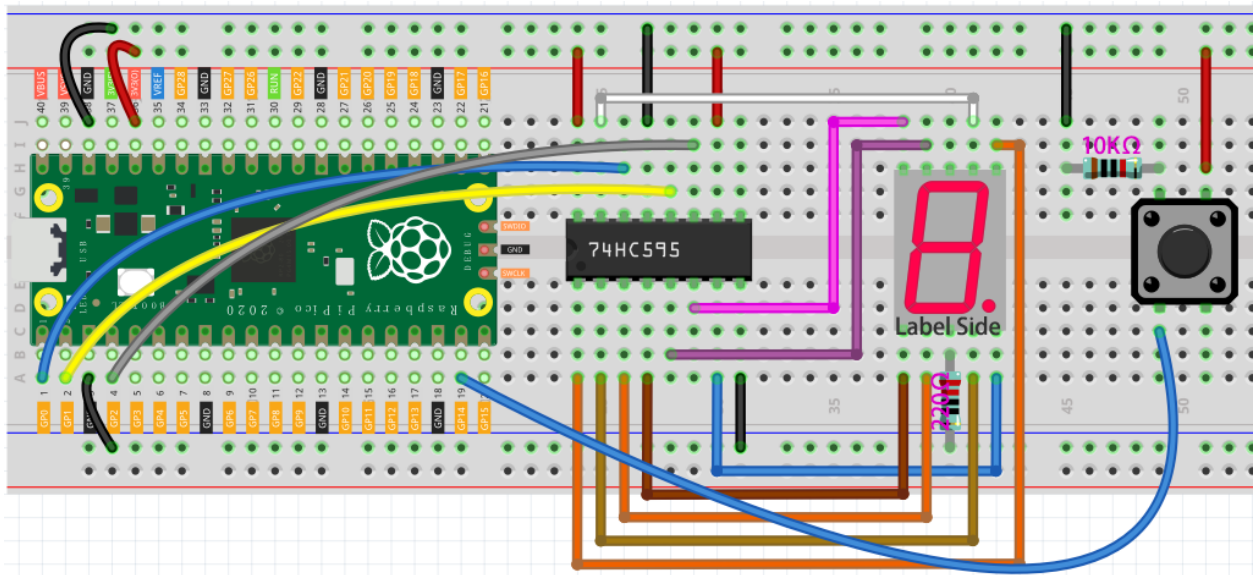 40 39 38 37 36 35 34 33 32 31 30 29 28 27 26 25 24 23 22 21
VBUS GND 3V3(O) VREF GP28 GND GP27 GP26 RUN GP22 GND GP21 GP20 GP19 GP18 GND GP17 GP16
50
J
I
H
G
F
10KΩ
USB
DEBUG
SWDIO
GND
SWCLK
74HC595
8.
Label Side
Raspberry Pi Pico © 2020
E
D
C
B
A
220Ω
1 2 3 4 5 6 7 8 9 10 11 12 13 14 15 16 17 18 19 20
35
45
50
GP0 GP1 GP2 GP3 GP4 GP5 GND GP6 GP7 GP8 GP9 GND GP10 GP11 GP12 GP13 GND GP14 GP15